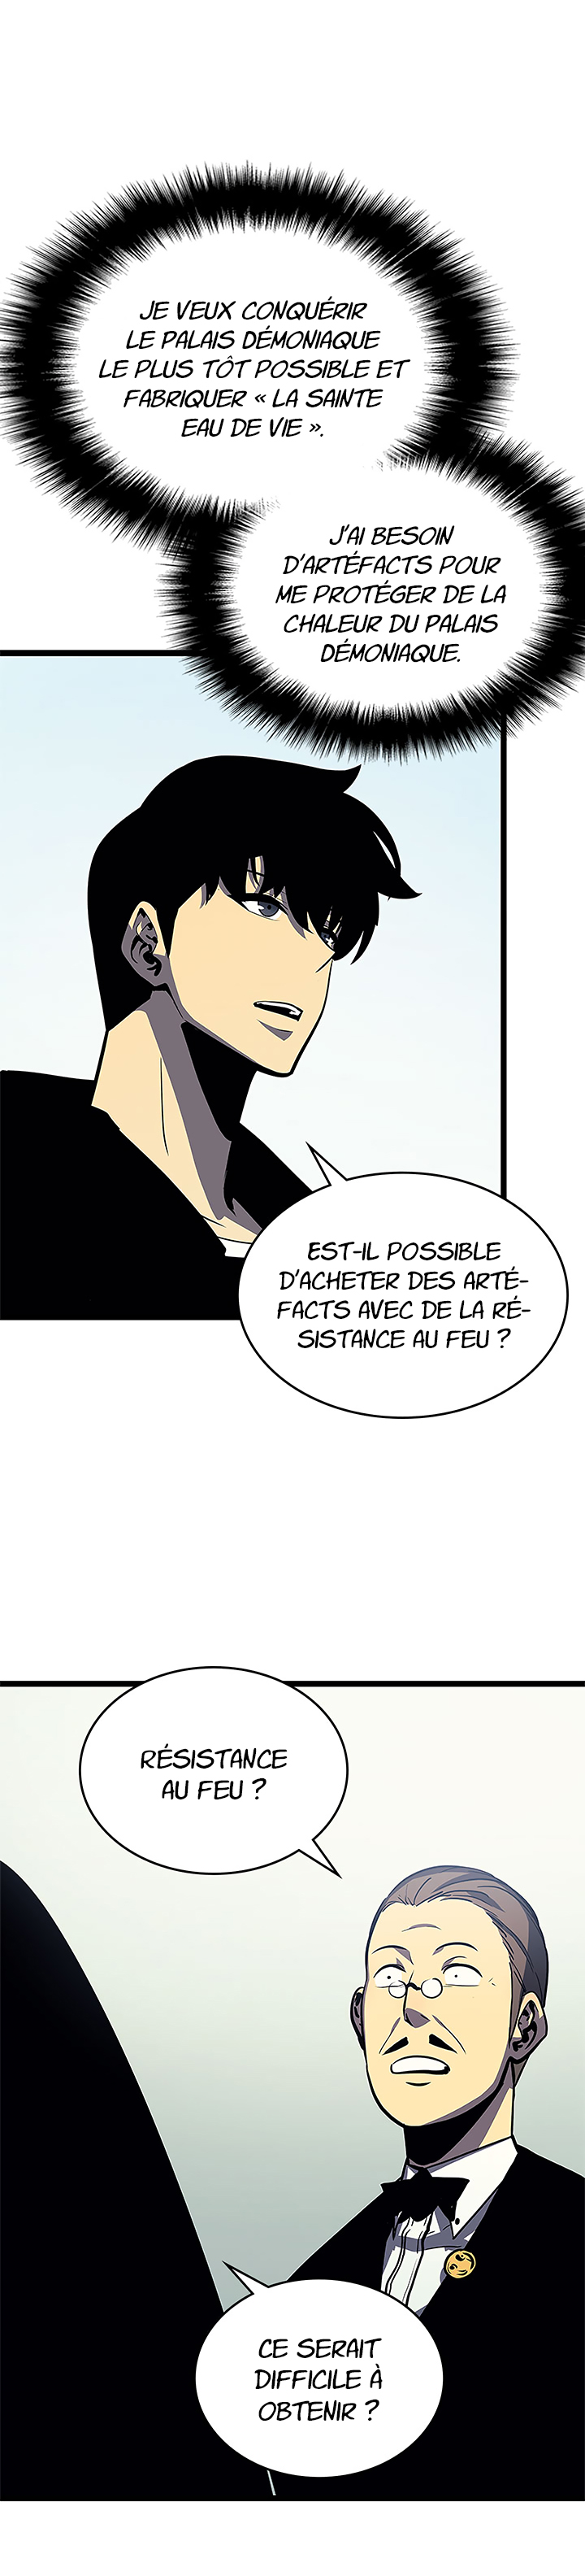 JE VEUX CONQUÉRIR
LE PALAIS DÉMONIAQUE
LE PLUS TÔT POSSIBLE ET
FABRIQUER « LA SAINTE
EAU DE VIE ».
J'AI BESOIN
D'ARTÉFACTS POUR
ME PROTÉGER DE LA
CHALEUR DU PALAIS
DÉMONIAQUE.
EST-IL POSSIBLE
D'ACHETER DES ARTÉ-
FACTS AVEC DE LA RÉ-
SISTANCE AU FEU ?
RÉSISTANCE
AU FEU ?
CE SERAIT
DIFFICILE À
OBTENIR ?